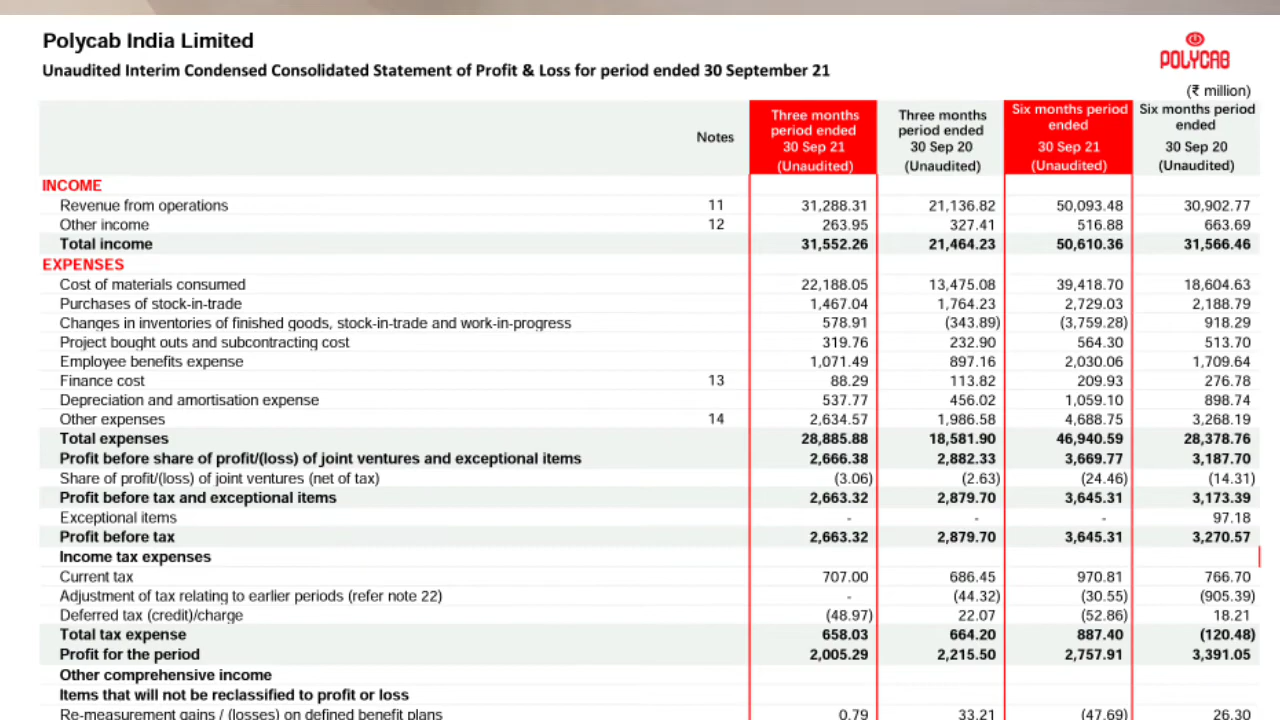 Polycab India Limited
POLYCAB
Unaudited Interim Condensed Consolidated Statement of Profit & Loss for period ended 30 September 21
(₹ million)
Notes Three months period ended 30 Sep 21 (Unaudited) Three months period ended 30 Sep 20 (Unaudited) Six months period ended 30 Sep 21 (Unaudited) Six months period ended 30 Sep 20 (Unaudited)
INCOME
Revenue from operations 11 31,288.31 21,136.82 50,093.48 30,902.77
Other income 12 263.95 327.41 516.88 663.69
Total income 31,552.26 21,464.23 50,610.36 31,566.46
EXPENSES
Cost of materials consumed 22,188.05 13,475.08 39,418.70 18,604.63
Purchases of stock-in-trade 1,467.04 1,764.23 2,729.03 2,188.79
Changes in inventories of finished goods, stock-in-trade and work-in-progress 578.91 (343.89) (3,759.28) 918.29
Project bought outs and subcontracting cost 319.76 232.90 564.30 513.70
Employee benefits expense 1,071.49 897.16 2,030.06 1,709.64
Finance cost 13 88.29 113.82 209.93 276.78
Depreciation and amortisation expense 537.77 456.02 1,059.10 898.74
Other expenses 14 2,634.57 1,986.58 4,688.75 3,268.19
Total expenses 28,885.88 18,581.90 46,940.59 28,378.76
Profit before share of profit/(loss) of joint ventures and exceptional items 2,666.38 2,882.33 3,669.77 3,187.70
Share of profit/(loss) of joint ventures (net of tax) (3.06) (2.63) (24.46) (14.31)
Profit before tax and exceptional items 2,663.32 2,879.70 3,645.31 3,173.39
Exceptional items - - - 97.18
Profit before tax 2,663.32 2,879.70 3,645.31 3,270.57
Income tax expenses
Current tax 707.00 686.45 970.81 766.70
Adjustment of tax relating to earlier periods (refer note 22) - (44.32) (30.55) (905.39)
Deferred tax (credit)/charge (48.97) 22.07 (52.86) 18.21
Total tax expense 658.03 664.20 887.40 (120.48)
Profit for the period 2,005.29 2,215.50 2,757.91 3,391.05
Other comprehensive income
Items that will not be reclassified to profit or loss
Re-measurement gains / (losses) on defined benefit plans 0.79 33.21 (47.69) 26.30